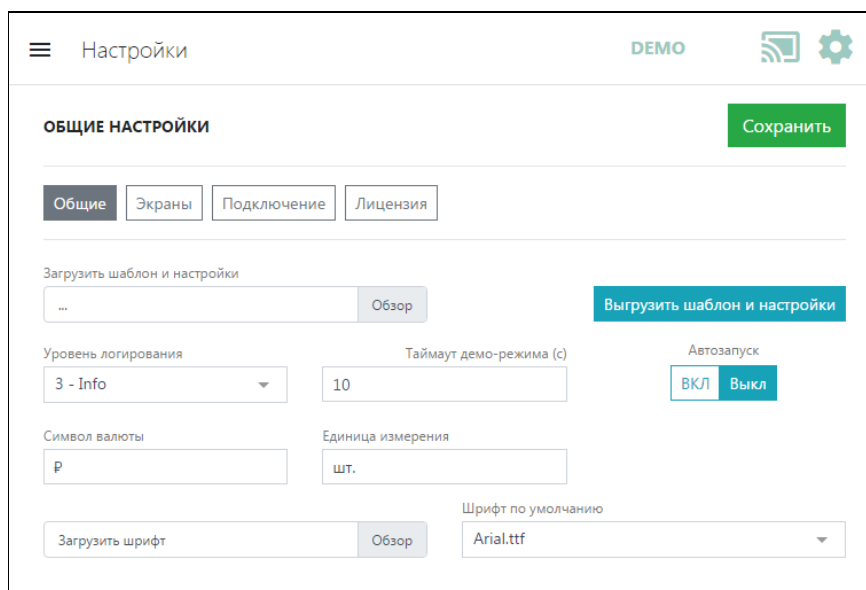 Настройки
DEMO
ОБЩИЕ НАСТРОЙКИ
Сохранить
Общие
Экраны
Подключение
Лицензия
Загрузить шаблон и настройки
...
Обзор
Выгрузить шаблон и настройки
Уровень логирования
Таймаут демо-режима (с)
Автозапуск
3 - Info
10
ВКЛ
Выкл
Символ валюты
Единица измерения
₽
шт.
Шрифт по умолчанию
Загрузить шрифт
Обзор
Arial.ttf